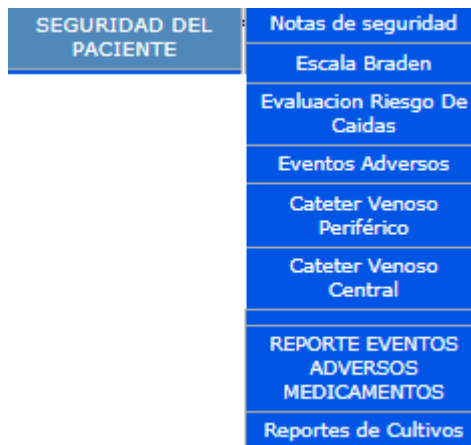 SEGURIDAD DEL
PACIENTE
Notas de seguridad
Escala Braden
Evaluacion Riesgo De
Caidas
Eventos Adversos
Cateter Venoso
Periférico
Cateter Venoso
Central
REPORTE EVENTOS
ADVERSOS
MEDICAMENTOS
Reportes de Cultivos